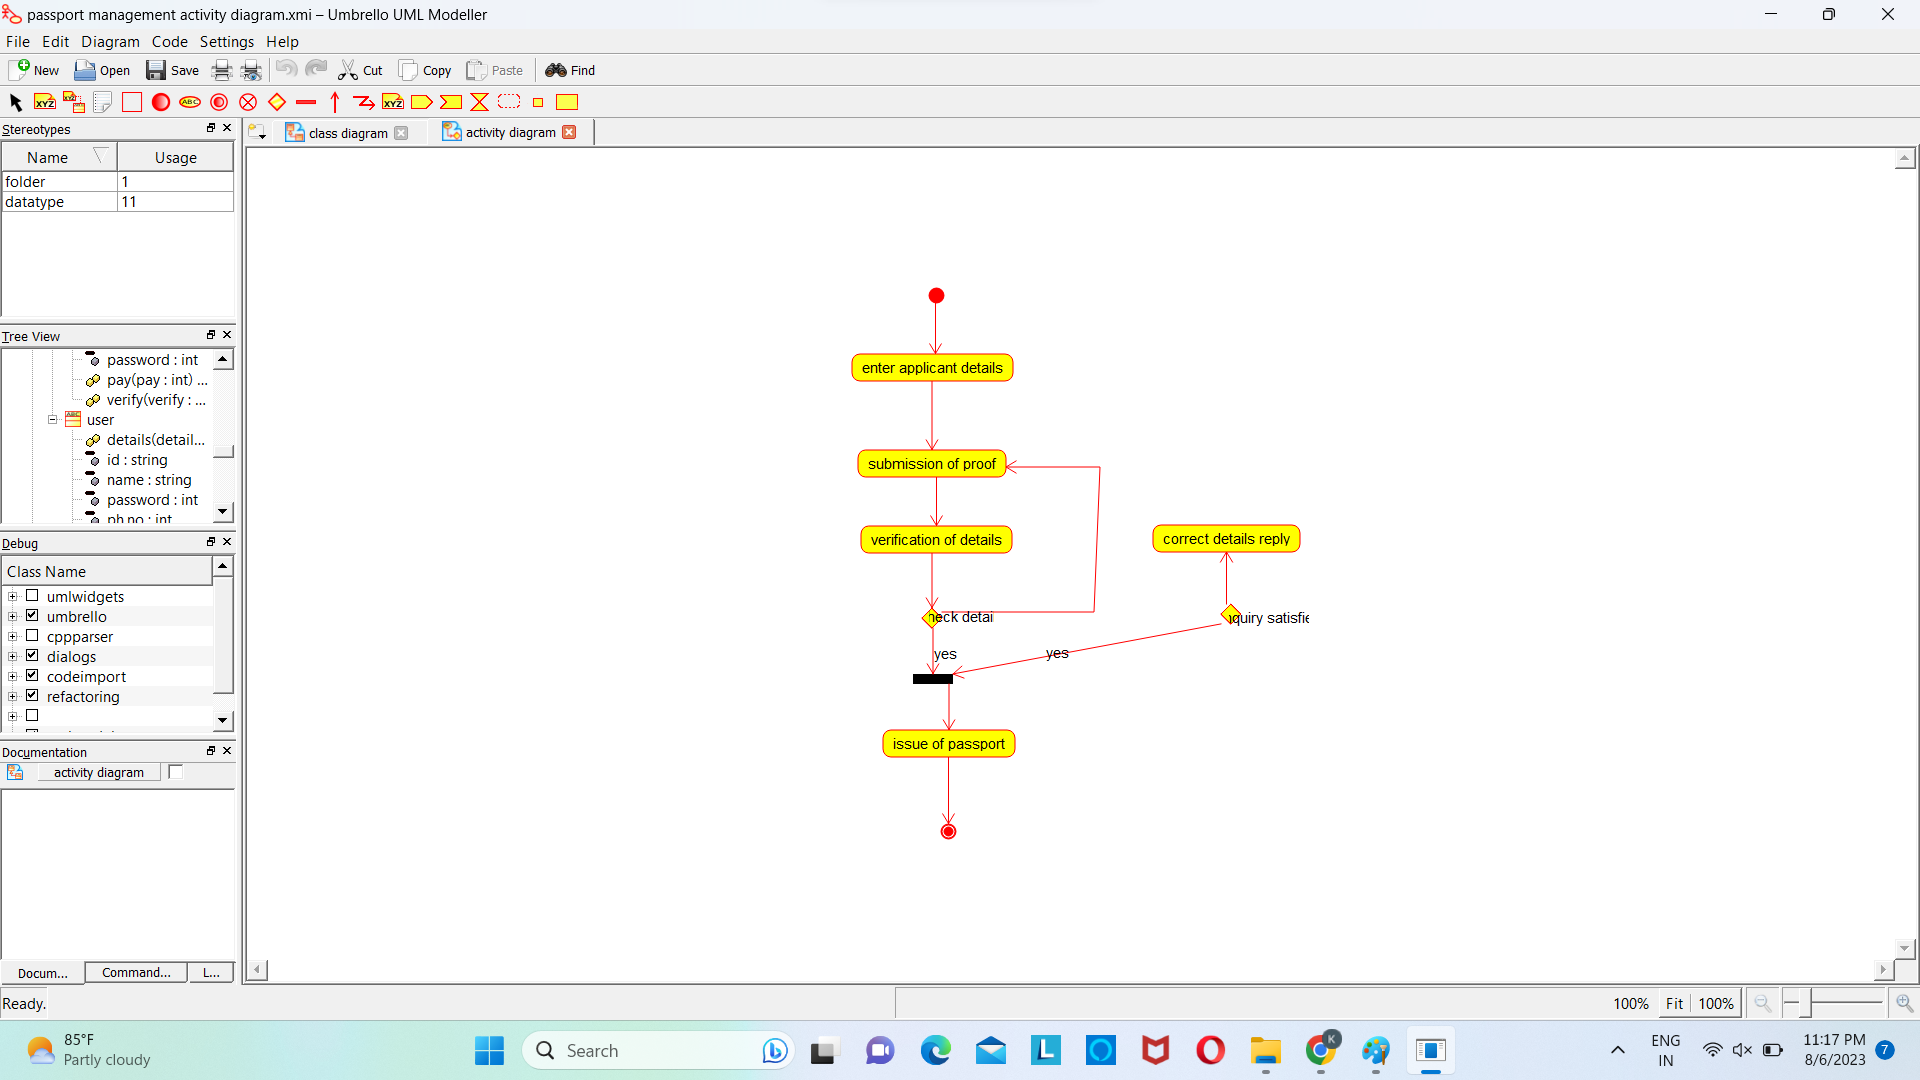 passport management activity diagram.xmi – Umbrello UML Modeller
File Edit Diagram Code Settings Help
New Open Save Cut Copy Paste Find
XYZ ABC XYZ
Stereotypes
Name Usage
folder 1
datatype 11
class diagram
activity diagram
Tree View
password : int
pay(pay : int) ...
verify(verify : ...
user
details(detail...
id : string
name : string
password : int
ph.no : int
Debug
Class Name
umlwidgets
umbrello
cppparser
dialogs
codeimport
refactoring
Documentation
activity diagram
Docum... Command... L...
enter applicant details
submission of proof
verification of details
correct details reply
heck detai
quiry satisfie
yes
yes
issue of passport
Ready.
100% Fit 100%
85°F
Partly cloudy
Search
K
ENG
IN
11:17 PM
8/6/2023
7